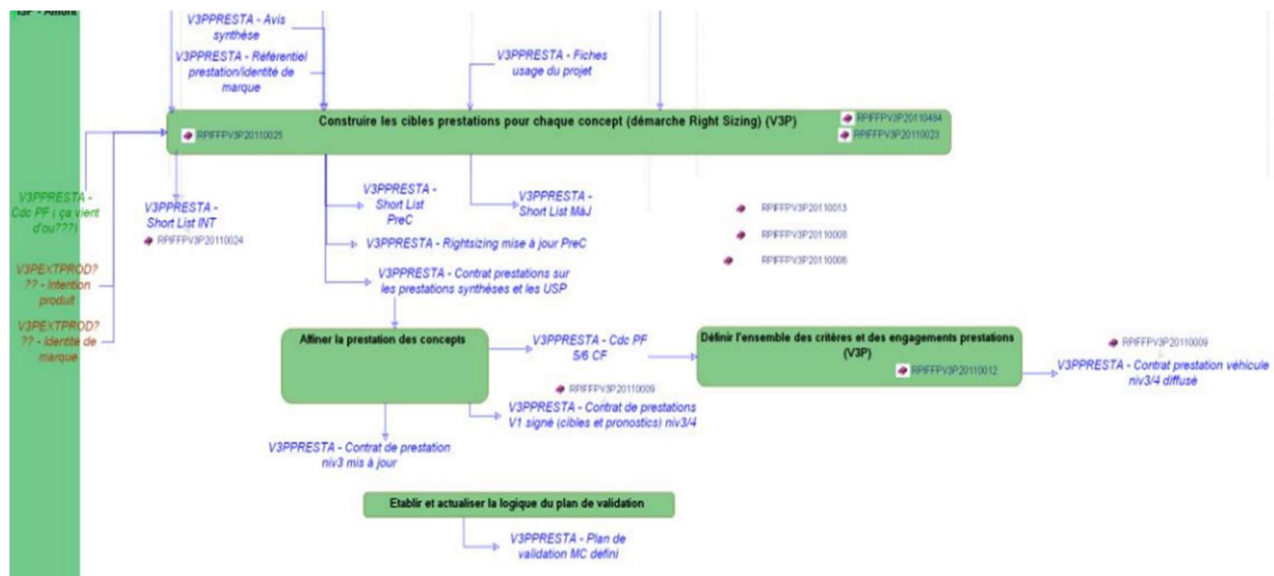 ISP - Amont
V3PPRESTA - Avis
synthèse
V3PPRESTA - Référentiel
prestation/identité de
marque
V3PPRESTA - Fiches
usage du projet
Construire les cibles prestations pour chaque concept (démarche Right Sizing) (V3P)
RPIFFPV3P20110484
RPIFFPV3P20110025
RPIFFPV3P20110023
V3PPRESTA -
Cdc PF ( ça vient
d'ou???)
V3PPRESTA -
Short List INT
RPIFFPV3P20110024
V3PPRESTA -
Short List
PreC
V3PPRESTA -
Short List MàJ
RPIFFPV3P20110013
RPIFFPV3P20110008
RPIFFPV3P20110006
V3PPRESTA - Rightsizing mise à jour PreC
V3PEXTPROD?
?? - Intention
produit
V3PPRESTA - Contrat prestations sur
les prestations synthèses et les USP
V3PEXTPROD?
?? - Identité de
marque
Affiner la prestation des concepts
V3PPRESTA - Cdc PF
5/6 CF
Définir l'ensemble des critères et des engagements prestations
(V3P)
RPIFFPV3P20110012
RPIFFPV3P20110009
V3PPRESTA - Contrat prestation véhicule
niv3/4 diffusé
RPIFFPV3P20110009
V3PPRESTA - Contrat de prestations
V1 signé (cibles et pronostics) niv3/4
V3PPRESTA - Contrat de prestation
niv3 mis à jour
Etablir et actualiser la logique du plan de validation
V3PPRESTA - Plan de
validation MC défini